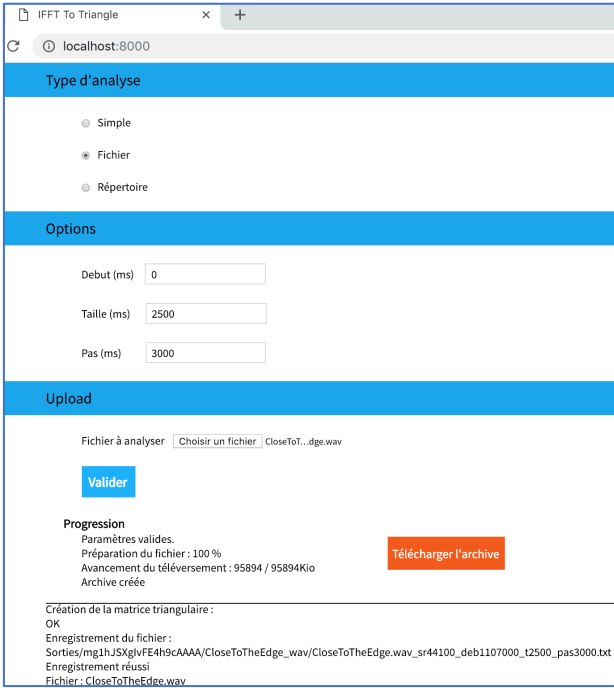 IFFT To Triangle
localhost:8000
Type d'analyse
Simple
Fichier
Répertoire
Options
Debut (ms) 0
Taille (ms) 2500
Pas (ms) 3000
Upload
Fichier à analyser Choisir un fichier CloseToT...dge.wav
Valider
Progression
Paramètres valides.
Préparation du fichier : 100 %
Avancement du téléversement : 95894 / 95894Kio
Archive créée
Télécharger l'archive
Création de la matrice triangulaire :
OK
Enregistrement du fichier :
Sorties/mg1hJSXgIvFE4h9cAAAA/CloseToTheEdge_wav/CloseToTheEdge.wav_sr44100_deb1107000_t2500_pas3000.txt
Enregistrement réussi
Fichier : CloseToTheEdge.wav